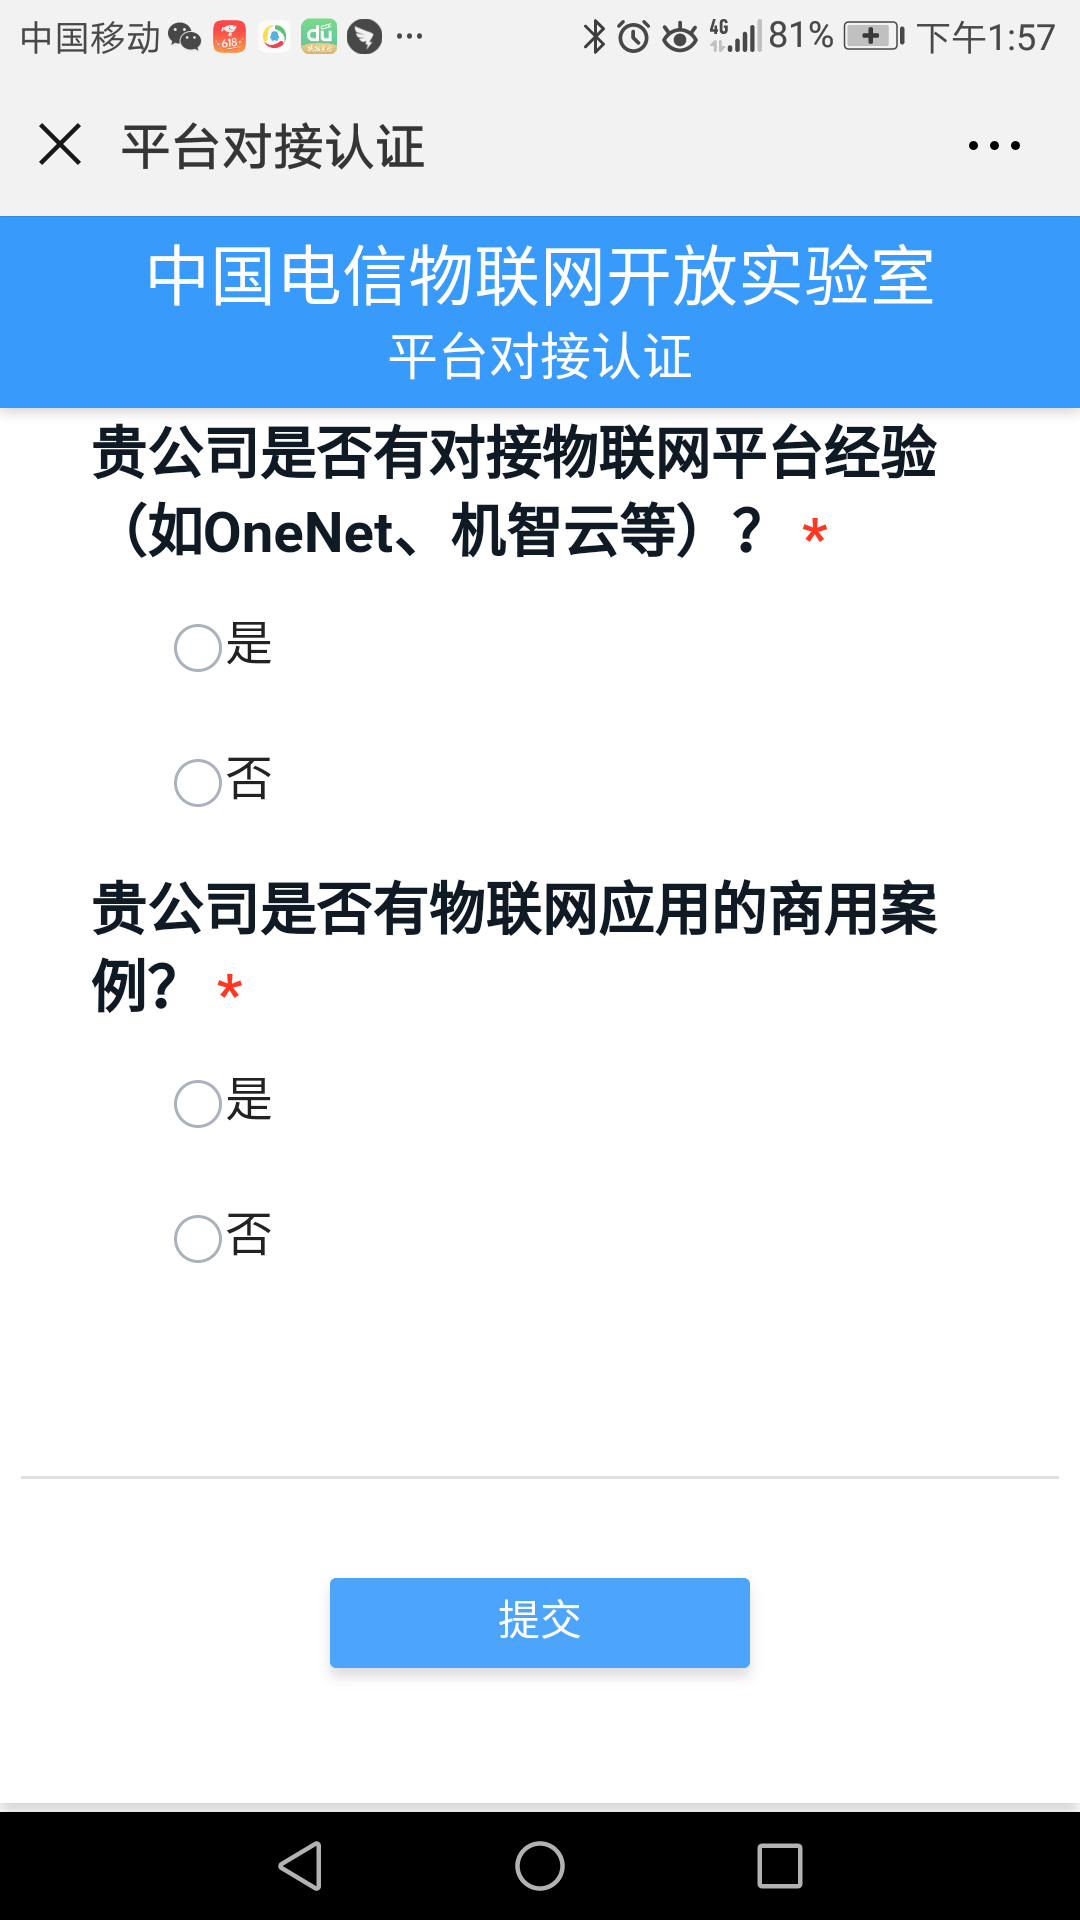 中国移动 618 dú 4G 81% 下午1:57
平台对接认证
中国电信物联网开放实验室
平台对接认证
贵公司是否有对接物联网平台经验
（如OneNet、机智云等）？ *
是
否
贵公司是否有物联网应用的商用案
例? *
是
否
提交